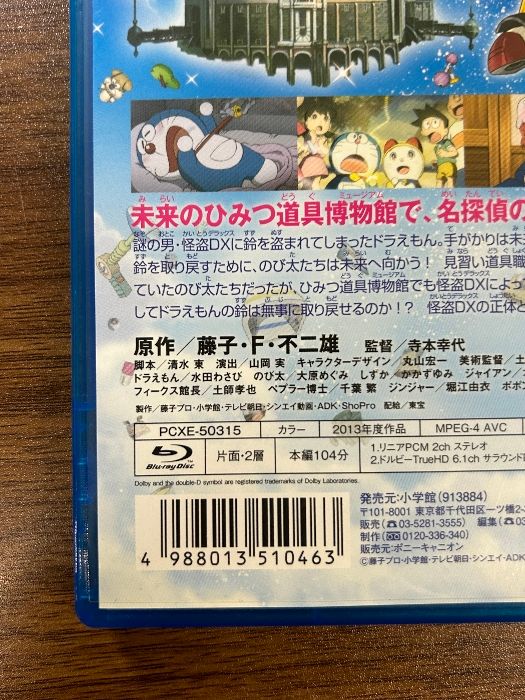 未来のひみつ道具博物館で、名探偵の
謎の男・怪盗DXに鈴を盗まれてしまったドラえもん。手がかりは未
鈴を取り戻すために、のび太たちは未来へ向かう! 見習い道具職
ていたのび太たちだったが、ひみつ道具博物館でも怪盗DXによって
してドラえもんの鈴は無事に取り戻せるのか!? 怪盗DXの正体と
原作/藤子・F・不二雄 監督/寺本幸代
脚本/清水 東 演出/山岡 実 キャラクターデザイン/丸山宏一 美術監督/土
ドラえもん/水田わさび のび太/大原めぐみ しずか/かかずゆみ ジャイアン/
フィークス館長/土師孝也 ペプラー博士/千葉 繁 ジンジャー/堀江由衣 ポポン
製作/藤子プロ・小学館・テレビ朝日・シンエイ動画・ADK・ShoPro 配給/東宝
PCXE-50315 カラー 2013年度作品 MPEG-4 AVC
Blu-ray Disc 片面・2層 本編104分 1.リニアPCM 2ch ステレオ
2.ドルビーTrueHD 6.1ch サラウンド
Dolby and the double-D symbol are registered trademarks of Dolby Laboratories.
4 988013 510463
発売元:小学館(913884)
〒101-8001 東京都千代田区一ツ橋2-
販売(☎03-5281-3555) 編集(☎0
制作(0120-336-340)
販売元:ポニーキャニオン
©藤子プロ・小学館・テレビ朝日・シンエイ・ADK